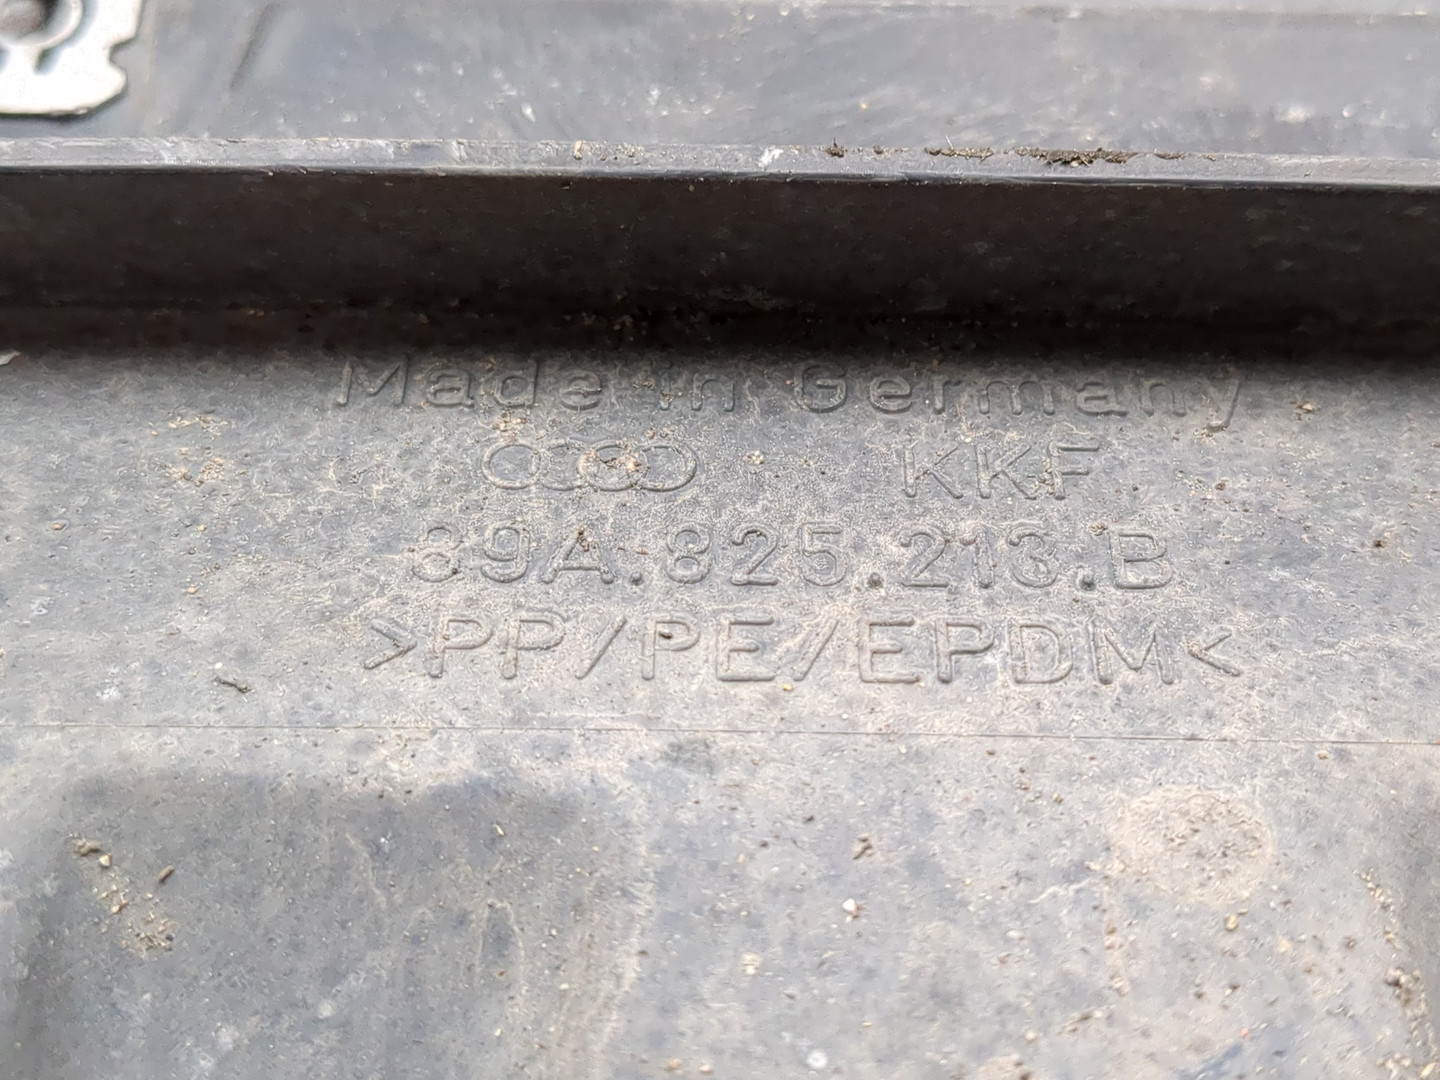 Made in Germany
KKF
89A.825.213.B
>PP/PE/EPDM<